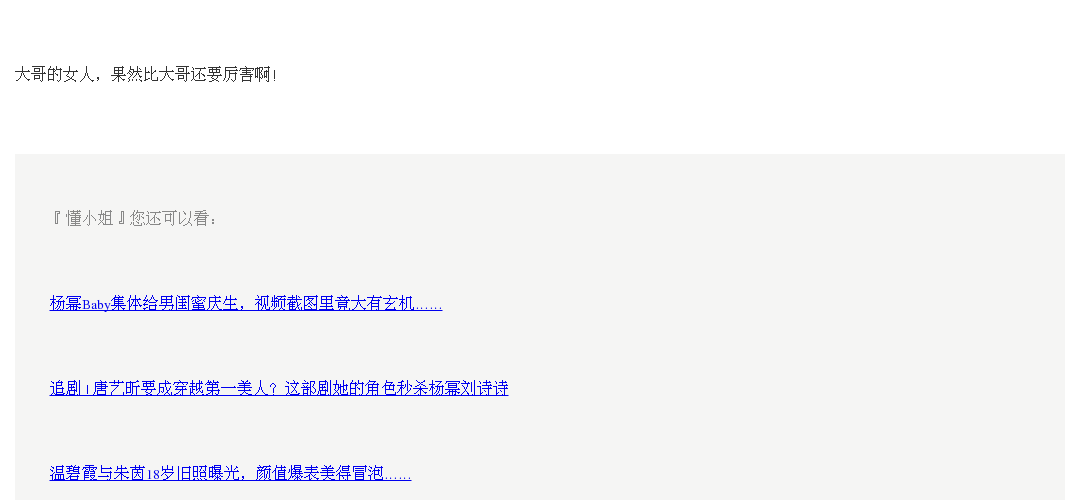 大哥的女人，果然比大哥还要厉害啊！
『懂小姐』您还可以看：
杨幂Baby集体给男闺蜜庆生，视频截图里竟大有玄机……
追剧 | 唐艺昕要成穿越第一美人？这部剧她的角色秒杀杨幂刘诗诗
温碧霞与朱茵18岁旧照曝光，颜值爆表美得冒泡……